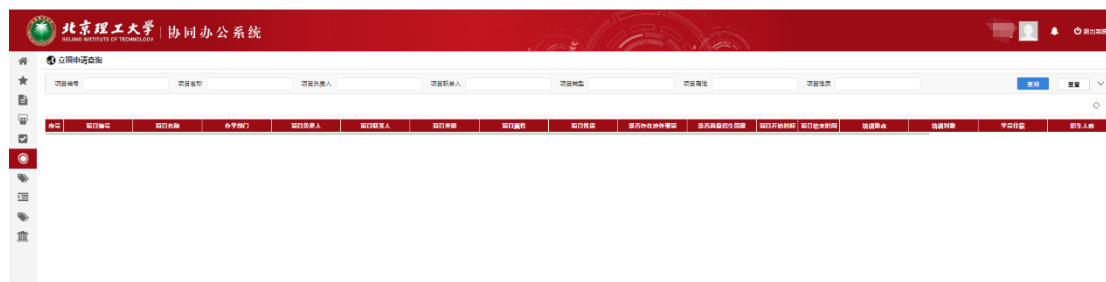 北京理工大学 | 协同办公系统
BEIJING INSTITUTE OF TECHNOLOGY
退出系统
立项申请查询
项目编号 项目名称 项目负责人 项目联系人 项目类型 项目属性 项目性质 查询 重置
序号 项目编号 项目名称 办学部门 项目负责人 项目联系人 项目类型 项目属性 项目性质 是否存在涉外事项 是否具备招生简章 项目开始时间 项目结束时间 培训地点 培训对象 学员住宿 招生人数